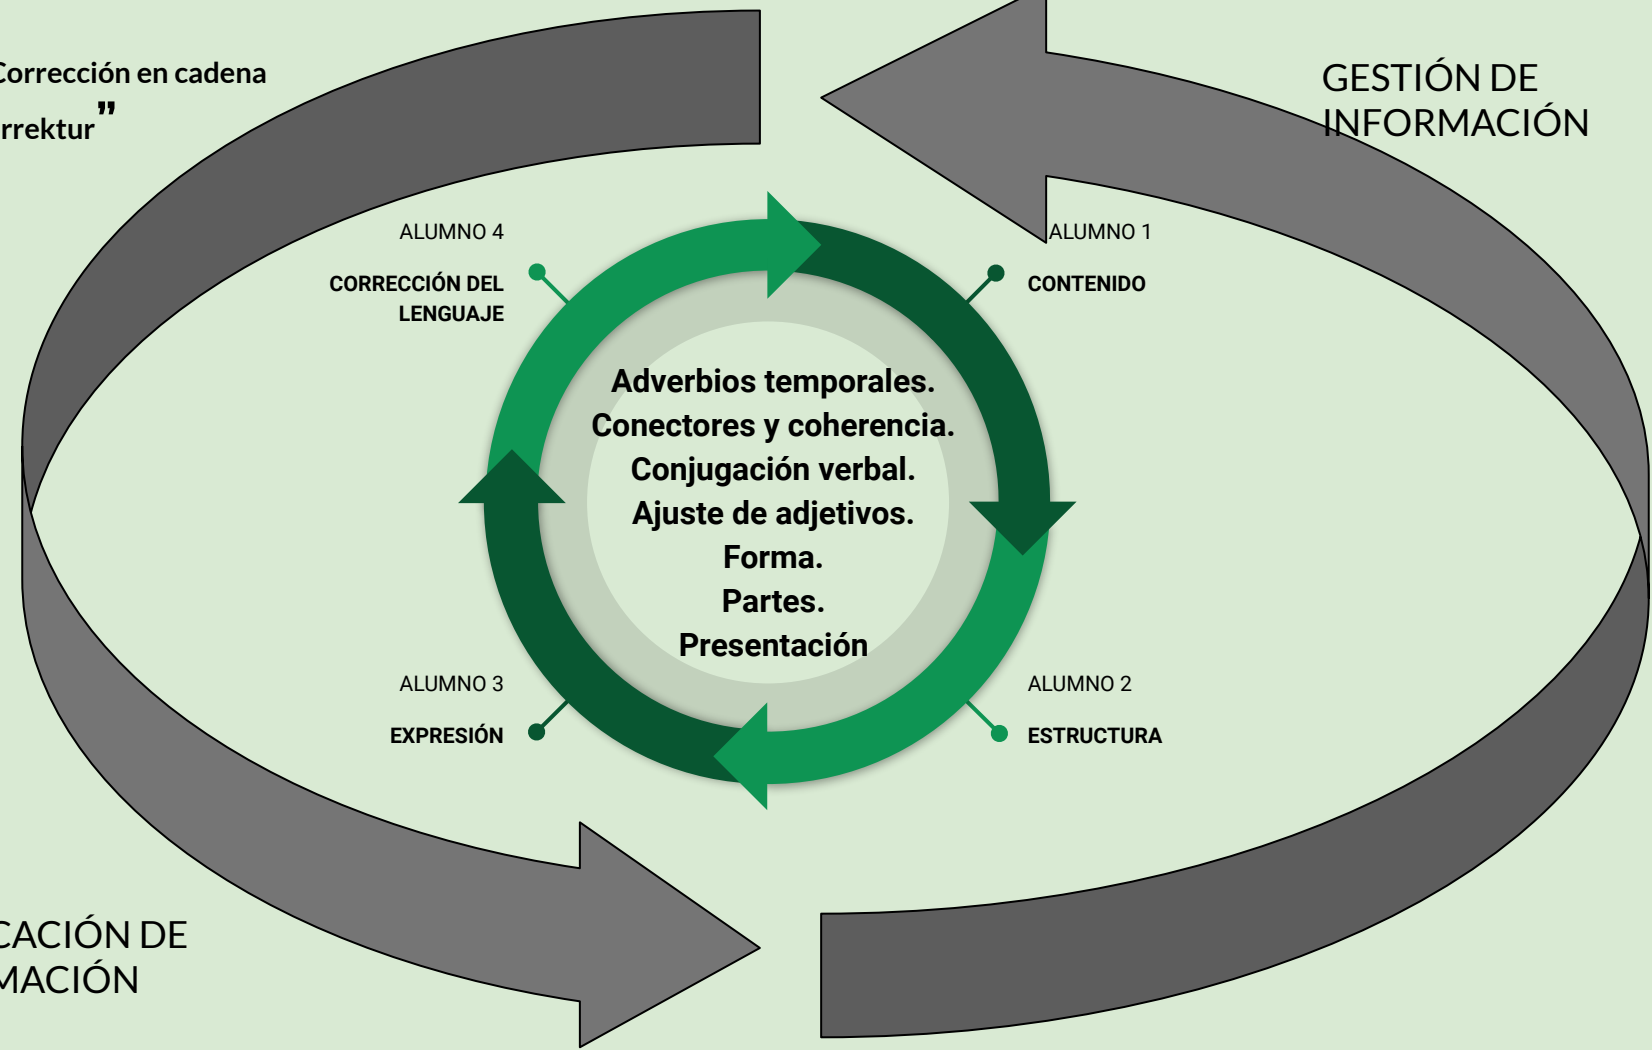 Corrección en cadena
rrektur”
GESTIÓN DE
INFORMACIÓN
ALUMNO 4
CORRECCIÓN DEL
LENGUAJE
ALUMNO 1
CONTENIDO
Adverbios temporales.
Conectores y coherencia.
Conjugación verbal.
Ajuste de adjetivos.
Forma.
Partes.
Presentación
ALUMNO 3
EXPRESIÓN
ALUMNO 2
ESTRUCTURA
CACIÓN DE
MACIÓN